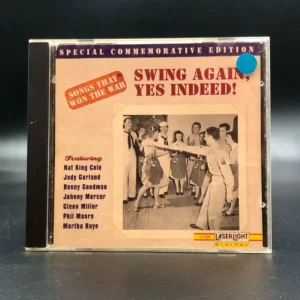 SPECIAL COMMEMORATIVE EDITION
SONGS THAT
WON THE WAR
SWING AGAIN,
YES INDEED!
Featuring
Nat King Cole
Judy Garland
Benny Goodman
Johnny Mercer
Glenn Miller
Phil Moore
Martha Raye
LASERLIGHT
DIGITAL